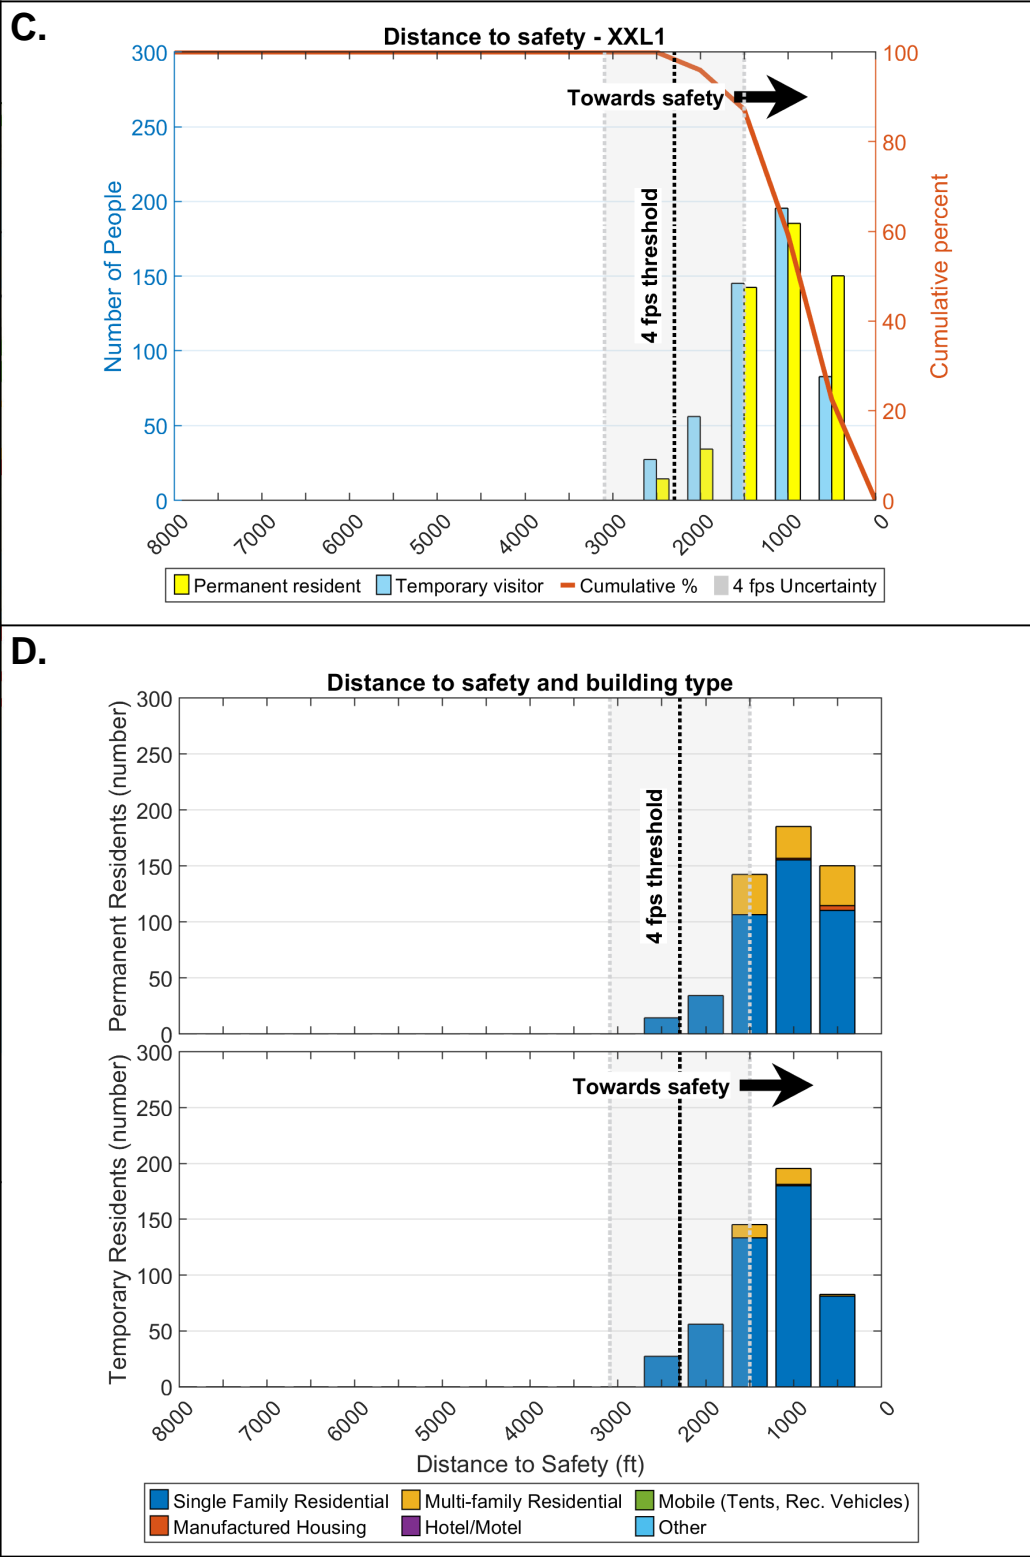 C.
Distance to safety - XXL1
300
250
200
150
100
50
0
Number of People
100
80
60
40
20
0
Cumulative percent
Towards safety
4 fps threshold
8000 7000 6000 5000 4000 3000 2000 1000 0
Permanent resident Temporary visitor Cumulative % 4 fps Uncertainty
D.
Distance to safety and building type
300
250
200
150
100
50
0
Permanent Residents (number)
4 fps threshold
300
250
200
150
100
50
0
Temporary Residents (number)
Towards safety
8000 7000 6000 5000 4000 3000 2000 1000 0
Distance to Safety (ft)
Single Family Residential Multi-family Residential Mobile (Tents, Rec. Vehicles)
Manufactured Housing Hotel/Motel Other